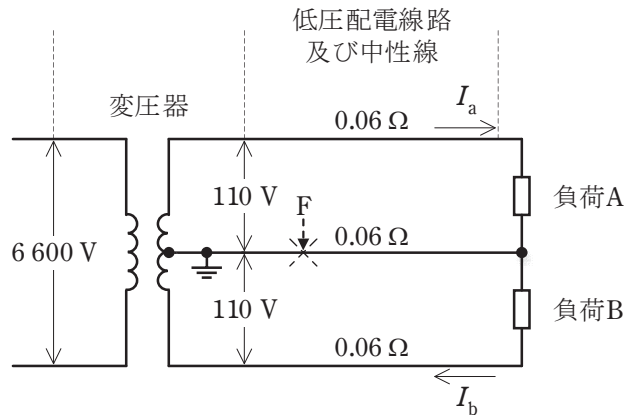 低圧配電線路
及び中性線
変圧器
I_a
0.06 Ω
110 V
F
負荷A
6 600 V
0.06 Ω
110 V
負荷B
0.06 Ω
I_b